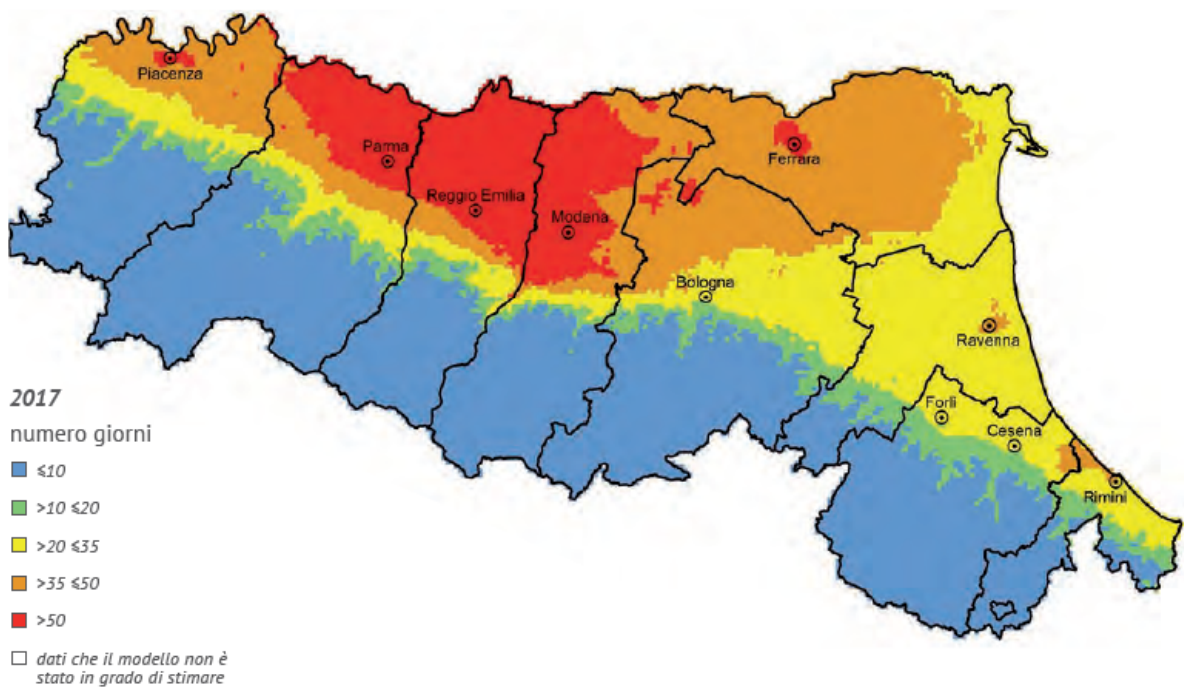 Piacenza
Parma
Ferrara
Reggio Emilia
Modena
Bologna
Ravenna
Forlì
Cesena
Rimini
2017
numero giorni
≤10
>10 ≤20
>20 ≤35
>35 ≤50
>50
dati che il modello non è
stato in grado di stimare